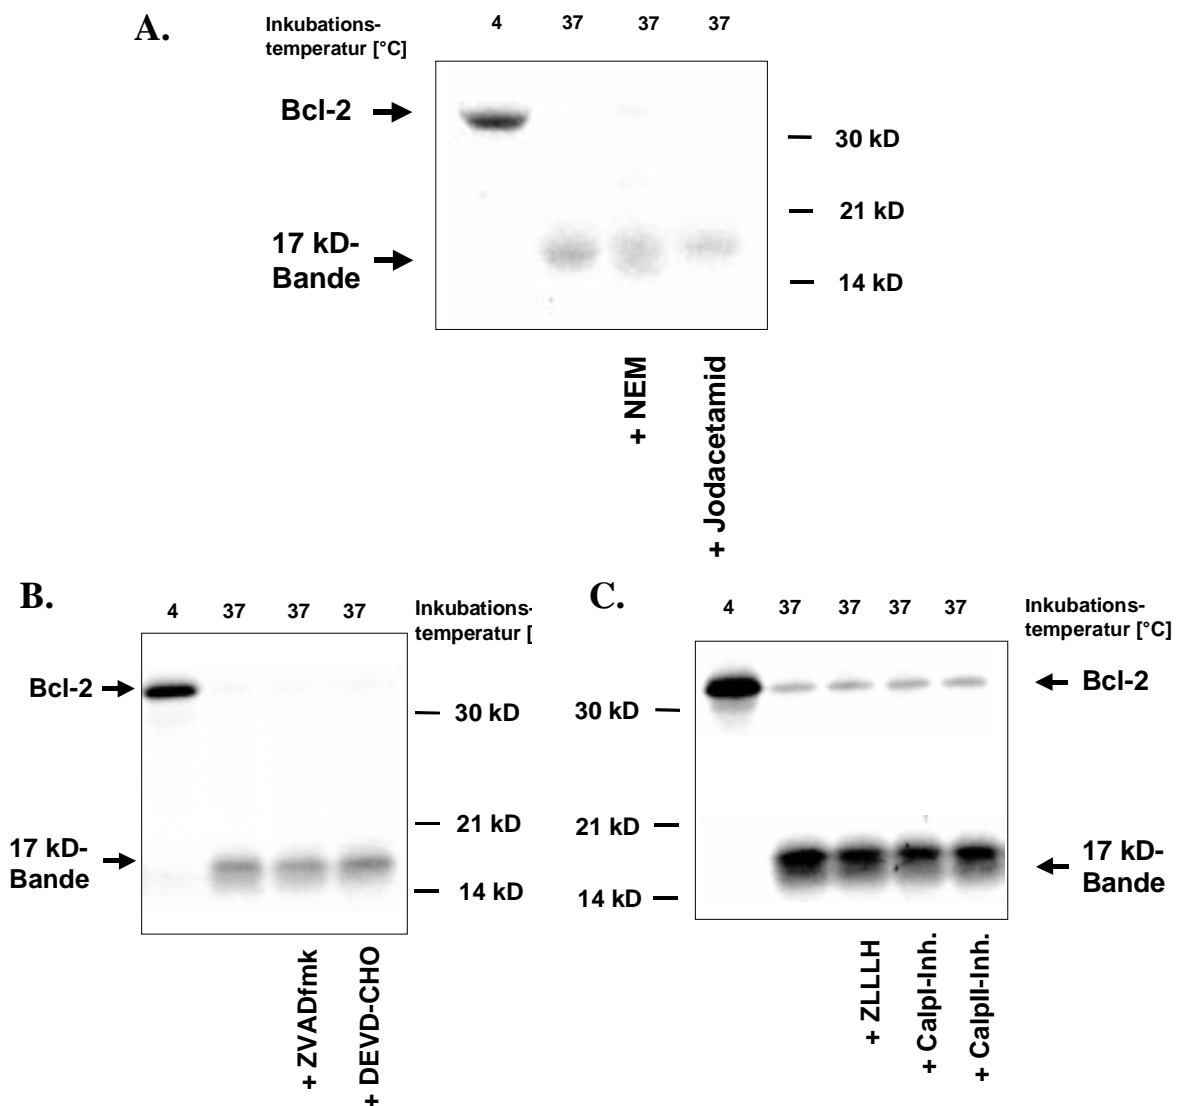 A.
Inkubations-
temperatur [°C]
4 37 37 37
Bcl-2
30 kD
21 kD
17 kD-
Bande
14 kD
+ NEM
+ Jodacetamid
B.
4 37 37 37
Inkubations-
temperatur [
Bcl-2
30 kD
21 kD
17 kD-
Bande
14 kD
+ ZVADfmk
+ DEVD-CHO
C.
4 37 37 37 37
Inkubations-
temperatur [°C]
Bcl-2
30 kD
21 kD
17 kD-
Bande
14 kD
+ ZLLLH
+ CalpI-Inh.
+ CalpII-Inh.